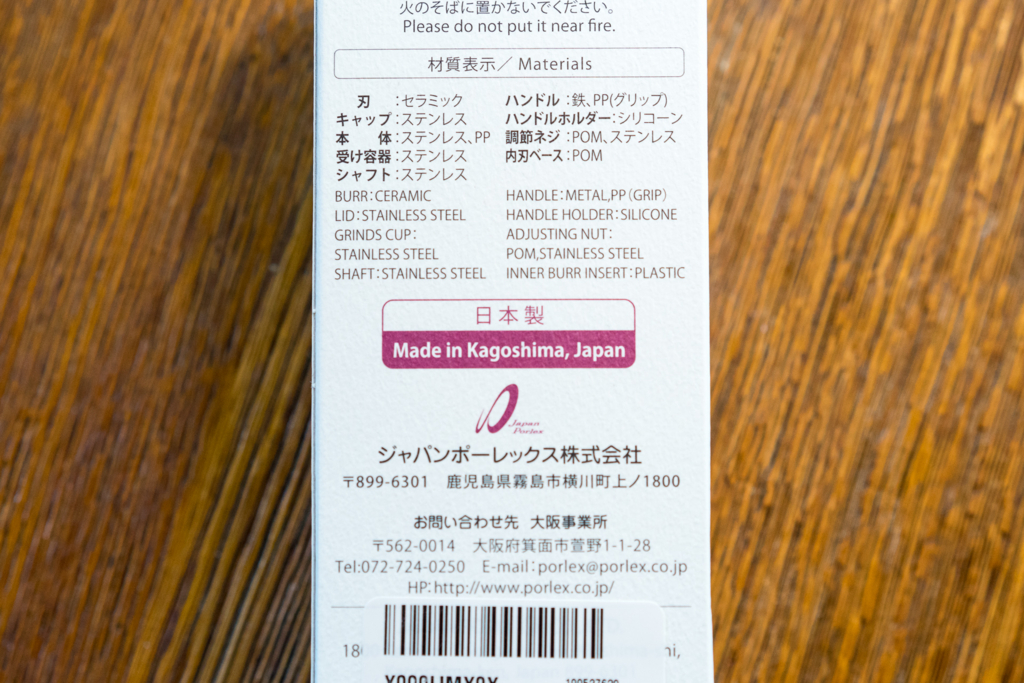 火のそばに置かないでください。
Please do not put it near fire.
材質表示／ Materials
刃 ：セラミック
キャップ：ステンレス
本 体：ステンレス、PP
受け容器：ステンレス
シャフト：ステンレス
ハンドル ：鉄、PP(グリップ)
ハンドルホルダー：シリコーン
調節ネジ ：POM、ステンレス
内刃ベース：POM
BURR：CERAMIC
LID：STAINLESS STEEL
GRINDS CUP：
STAINLESS STEEL
SHAFT：STAINLESS STEEL
HANDLE：METAL,PP（GRIP）
HANDLE HOLDER：SILICONE
ADJUSTING NUT：
POM,STAINLESS STEEL
INNER BURR INSERT：PLASTIC
日本製
Made in Kagoshima, Japan
Japan
Porlex
ジャパンポーレックス株式会社
〒899-6301 鹿児島県霧島市横川町上ノ1800
お問い合わせ先 大阪事業所
〒562-0014 大阪府箕面市萱野1-1-28
Tel:072-724-0250 E-mail：porlex@porlex.co.jp
HP：http://www.porlex.co.jp/